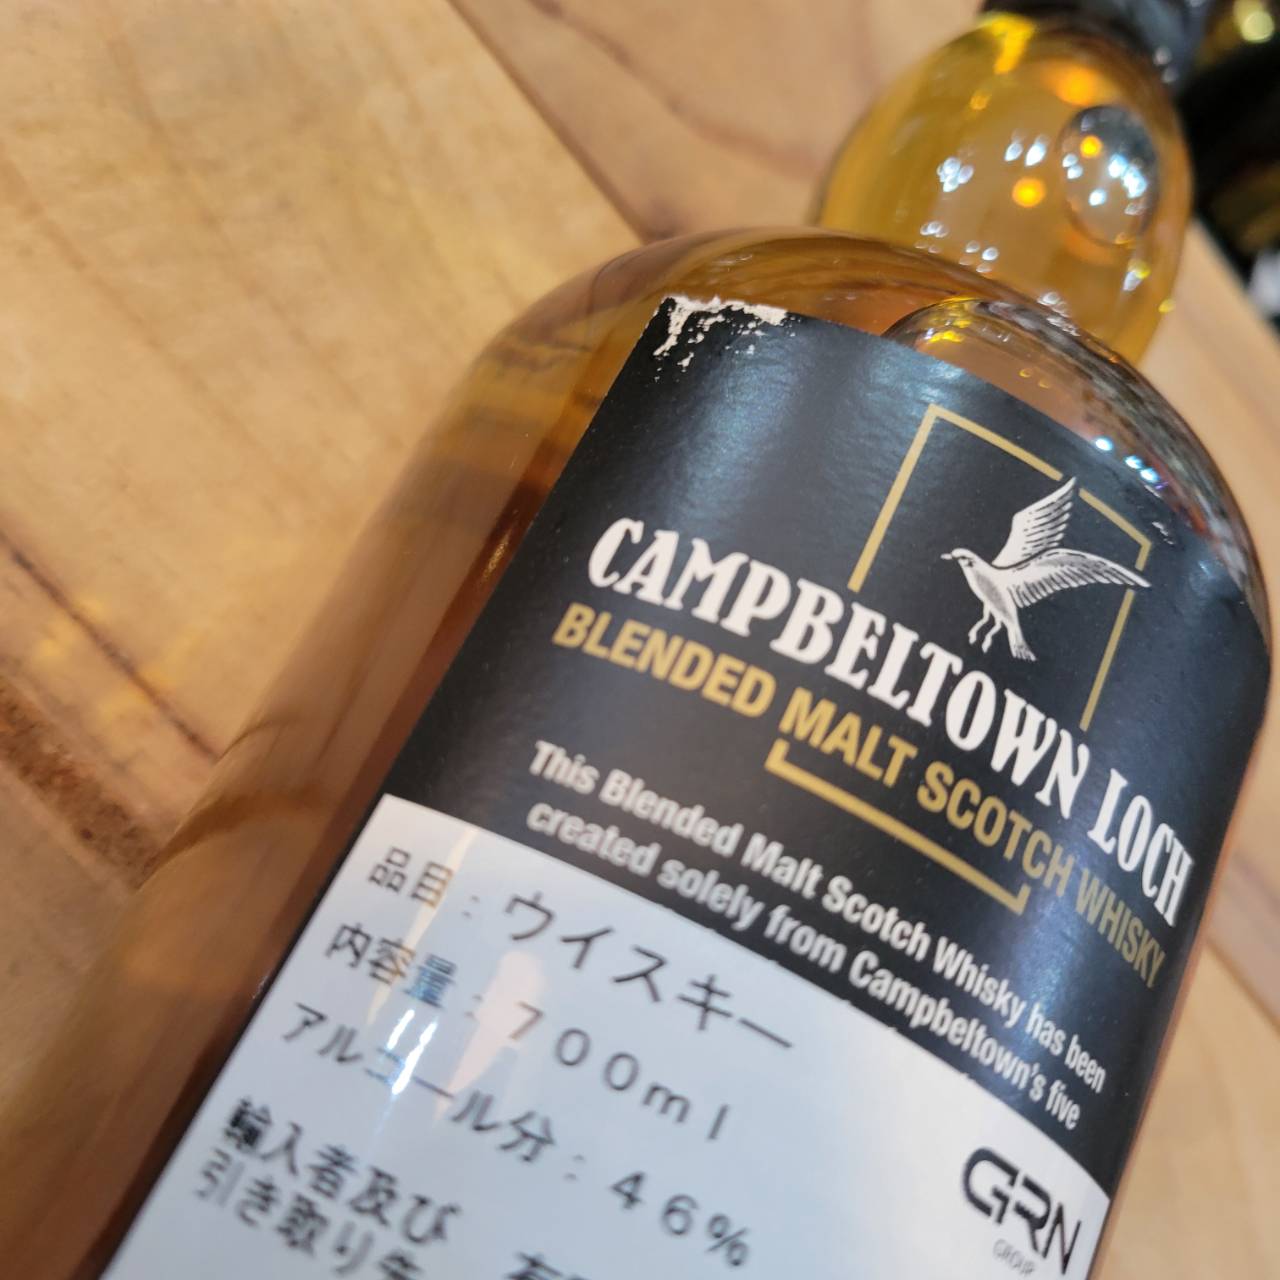 CAMPBELTOWN LOCH
BLENDED MALT SCOTCH WHISKY
This Blended Malt Scotch Whisky has been
created solely from Campbeltown's five
品目：ウイスキー
内容量：700ml
アルコール分：46%
輸入者及び
引き取り先
GRN
GROUP